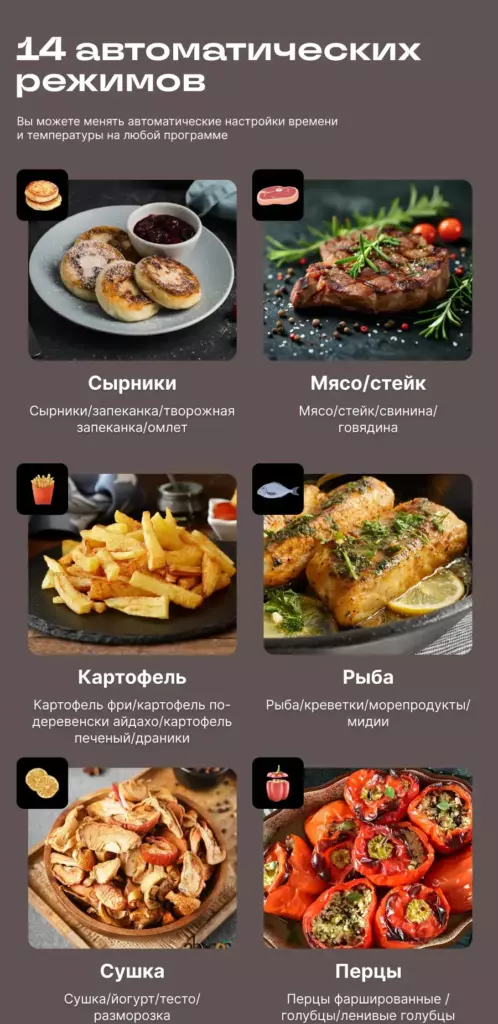 14 автоматических
режимов
Вы можете менять автоматические настройки времени
и температуры на любой программе
Сырники
Сырники/запеканка/творожная
запеканка/омлет
Мясо/стейк
Мясо/стейк/свинина/
говядина
Картофель
Картофель фри/картофель по-
деревенски айдахо/картофель
печеный/драники
Рыба
Рыба/креветки/морепродукты/
мидии
Сушка
Сушка/йогурт/тесто/
разморозка
Перцы
Перцы фаршированные /
голубцы/ленивые голубцы